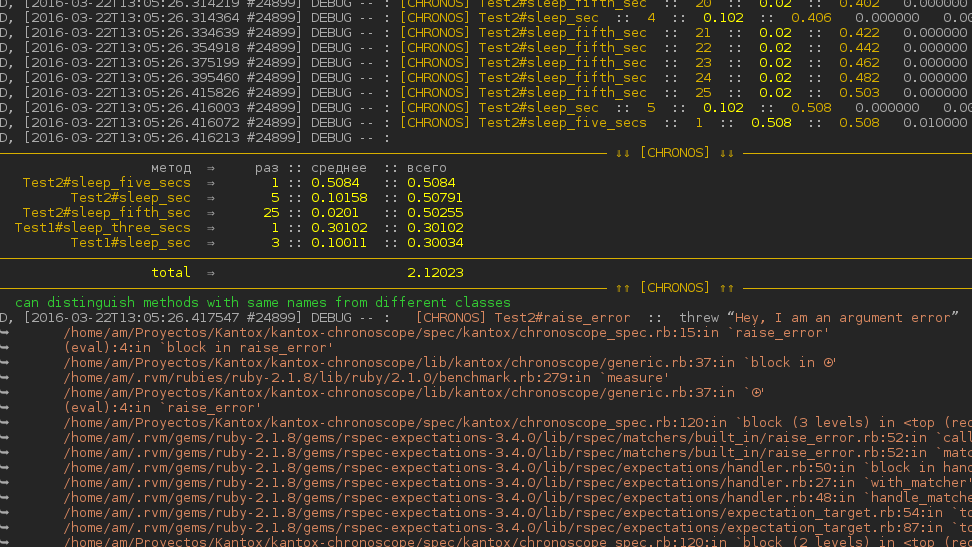 D, [2016-03-22T13:05:26.314219 #24899] DEBUG -- : [CHRONOS] Test2#sleep_fifth_sec :: 20 :: 0.02 :: 0.402 0.000000
D, [2016-03-22T13:05:26.314364 #24899] DEBUG -- : [CHRONOS] Test2#sleep_sec :: 4 :: 0.102 :: 0.406 0.000000 0.00
D, [2016-03-22T13:05:26.334639 #24899] DEBUG -- : [CHRONOS] Test2#sleep_fifth_sec :: 21 :: 0.02 :: 0.422 0.000000
D, [2016-03-22T13:05:26.354918 #24899] DEBUG -- : [CHRONOS] Test2#sleep_fifth_sec :: 22 :: 0.02 :: 0.442 0.000000
D, [2016-03-22T13:05:26.375199 #24899] DEBUG -- : [CHRONOS] Test2#sleep_fifth_sec :: 23 :: 0.02 :: 0.462 0.000000
D, [2016-03-22T13:05:26.395460 #24899] DEBUG -- : [CHRONOS] Test2#sleep_fifth_sec :: 24 :: 0.02 :: 0.482 0.000000
D, [2016-03-22T13:05:26.415826 #24899] DEBUG -- : [CHRONOS] Test2#sleep_fifth_sec :: 25 :: 0.02 :: 0.503 0.000000
D, [2016-03-22T13:05:26.416003 #24899] DEBUG -- : [CHRONOS] Test2#sleep_sec :: 5 :: 0.102 :: 0.508 0.000000 0.00
D, [2016-03-22T13:05:26.416072 #24899] DEBUG -- : [CHRONOS] Test2#sleep_five_secs :: 1 :: 0.508 :: 0.508 0.010000
D, [2016-03-22T13:05:26.416213 #24899] DEBUG -- :
⇓⇓ [CHRONOS] ⇓⇓
метод ⇒ раз :: среднее :: всего
Test2#sleep_five_secs ⇒ 1 :: 0.5084 :: 0.5084
Test2#sleep_sec ⇒ 5 :: 0.10158 :: 0.50791
Test2#sleep_fifth_sec ⇒ 25 :: 0.0201 :: 0.50255
Test1#sleep_three_secs ⇒ 1 :: 0.30102 :: 0.30102
Test1#sleep_sec ⇒ 3 :: 0.10011 :: 0.30034
total ⇒ 2.12023
⇑⇑ [CHRONOS] ⇑⇑
can distinguish methods with same names from different classes
D, [2016-03-22T13:05:26.417547 #24899] DEBUG -- : [CHRONOS] Test2#raise_error :: threw “Hey, I am an argument error”
/home/am/Proyectos/Kantox/kantox-chronoscope/spec/kantox/chronoscope_spec.rb:15:in `raise_error'
(eval):4:in `block in raise_error'
/home/am/Proyectos/Kantox/kantox-chronoscope/lib/kantox/chronoscope/generic.rb:37:in `block in ⌚'
/home/am/.rvm/rubies/ruby-2.1.8/lib/ruby/2.1.0/benchmark.rb:279:in `measure'
/home/am/Proyectos/Kantox/kantox-chronoscope/lib/kantox/chronoscope/generic.rb:37:in `⌚'
(eval):4:in `raise_error'
/home/am/Proyectos/Kantox/kantox-chronoscope/spec/kantox/chronoscope_spec.rb:120:in `block (3 levels) in <top (rec
/home/am/.rvm/gems/ruby-2.1.8/gems/rspec-expectations-3.4.0/lib/rspec/matchers/built_in/raise_error.rb:52:in `call
/home/am/.rvm/gems/ruby-2.1.8/gems/rspec-expectations-3.4.0/lib/rspec/matchers/built_in/raise_error.rb:52:in `matc
/home/am/.rvm/gems/ruby-2.1.8/gems/rspec-expectations-3.4.0/lib/rspec/expectations/handler.rb:50:in `block in hand
/home/am/.rvm/gems/ruby-2.1.8/gems/rspec-expectations-3.4.0/lib/rspec/expectations/handler.rb:27:in `with_matcher'
/home/am/.rvm/gems/ruby-2.1.8/gems/rspec-expectations-3.4.0/lib/rspec/expectations/handler.rb:48:in `handle_matche
/home/am/.rvm/gems/ruby-2.1.8/gems/rspec-expectations-3.4.0/lib/rspec/expectations/expectation_target.rb:54:in `to
/home/am/.rvm/gems/ruby-2.1.8/gems/rspec-expectations-3.4.0/lib/rspec/expectations/expectation_target.rb:87:in `to
/home/am/Proyectos/Kantox/kantox-chronoscope/spec/kantox/chronoscope_spec.rb:120:in `block (2 levels) in <top (rec